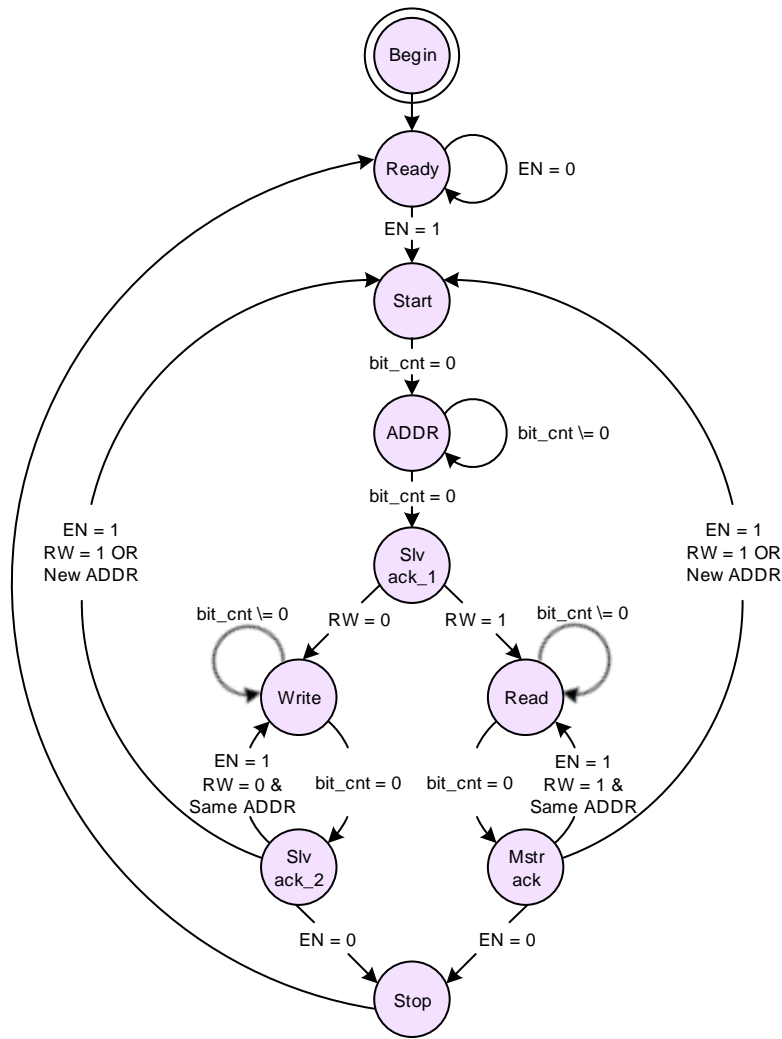 Begin
Ready
EN = 0
EN = 1
Start
bit_cnt = 0
ADDR
bit_cnt \= 0
bit_cnt = 0
EN = 1
RW = 1 OR
New ADDR
Slv
ack_1
EN = 1
RW = 1 OR
New ADDR
bit_cnt \= 0
RW = 0
RW = 1
bit_cnt \= 0
Write
Read
EN = 1
RW = 0 &
Same ADDR
bit_cnt = 0
bit_cnt = 0
EN = 1
RW = 1 &
Same ADDR
Slv
ack_2
Mstr
ack
EN = 0
EN = 0
Stop